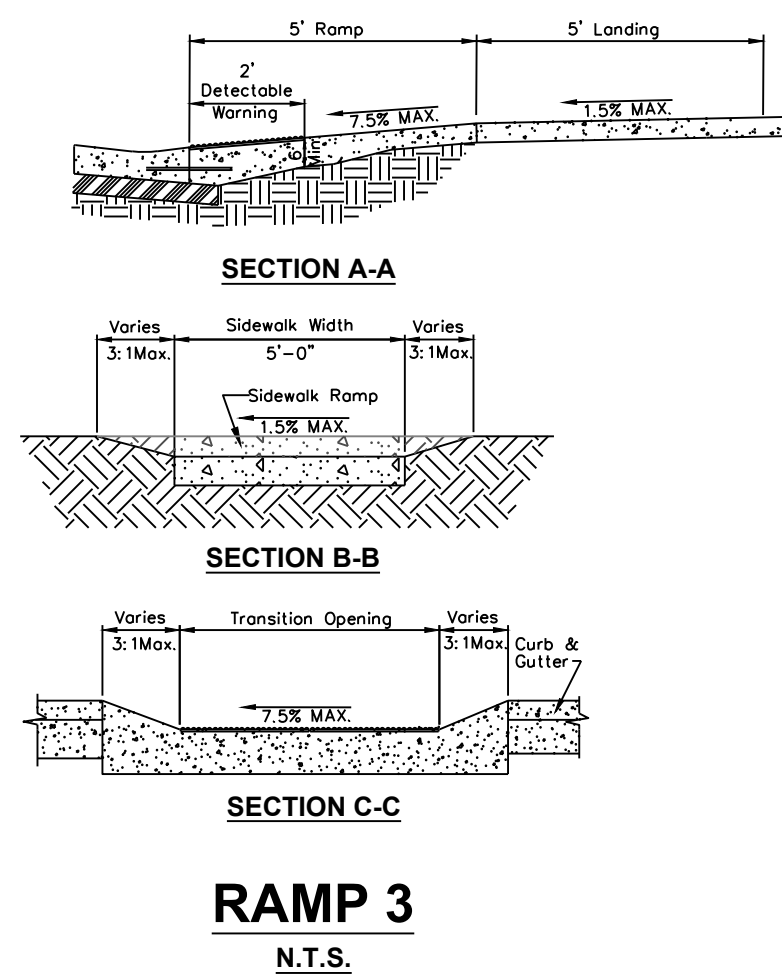 5' Ramp
5' Landing
2'
Detectable
Warning
7.5% MAX.
1.5% MAX.
6"
Min
SECTION A-A
Varies
Sidewalk Width
Varies
3:1Max.
5'-0"
3:1Max.
Sidewalk Ramp
1.5% MAX.
SECTION B-B
Varies
Transition Opening
Varies
3:1Max.
3:1Max.
Curb &
Gutter
7.5% MAX.
SECTION C-C
RAMP 3
N.T.S.